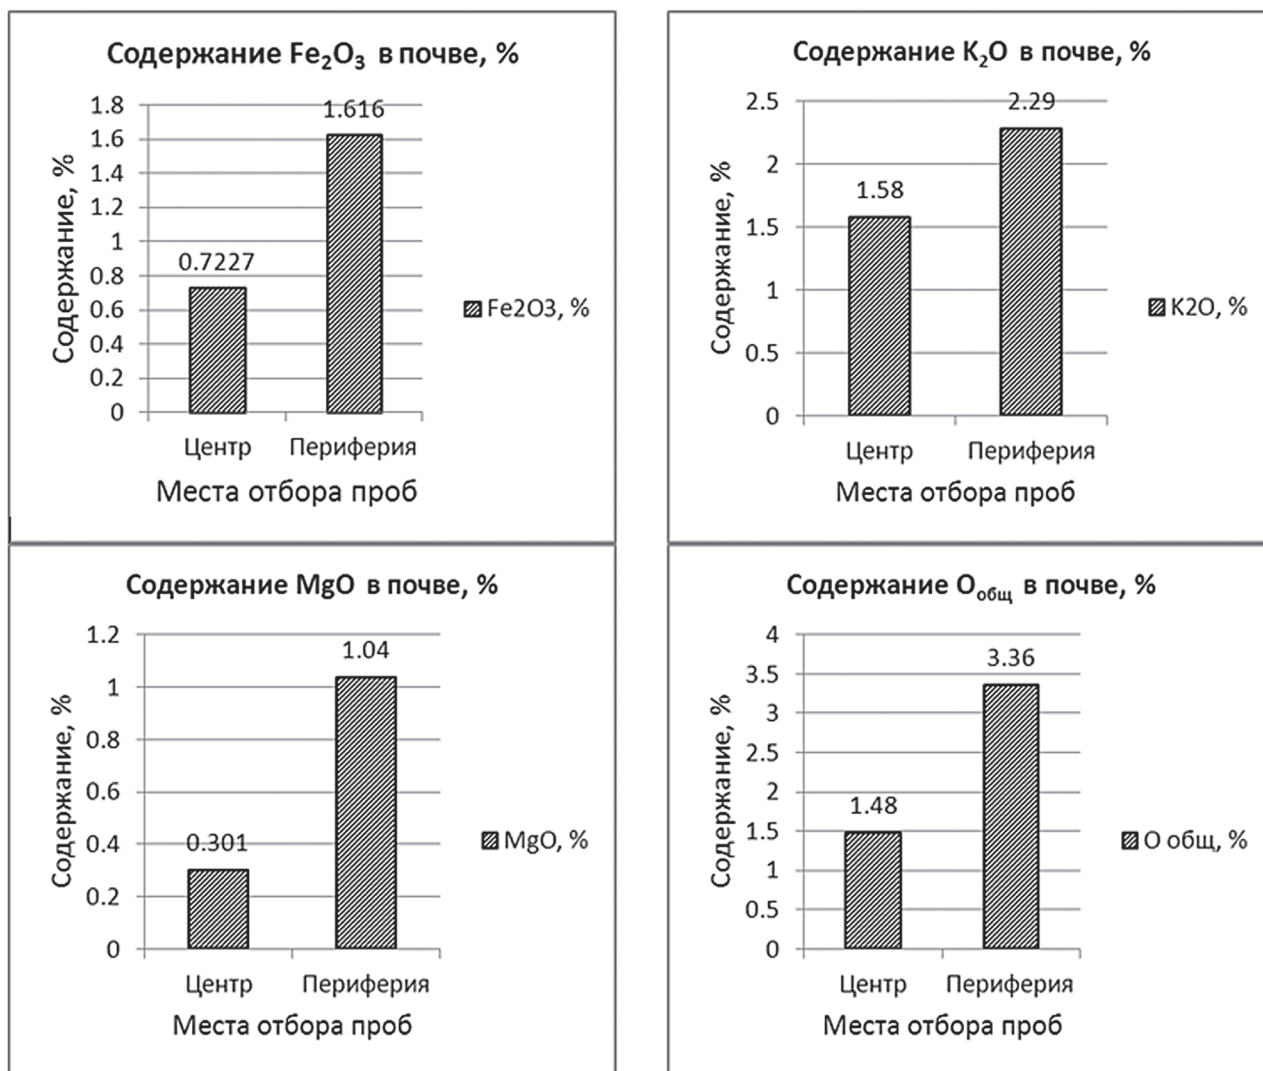 Содержание Fe₂O₃ в почве, %
1.8
1.6
1.4
1.2
1
0.8
0.6
0.4
0.2
0
Содержание, %
1.616
0.7227
Fe2O3, %
Центр Периферия
Места отбора проб
Содержание K₂O в почве, %
2.5
2
1.5
1
0.5
0
Содержание, %
2.29
1.58
K2O, %
Центр Периферия
Места отбора проб
Содержание MgO в почве, %
1.2
1
0.8
0.6
0.4
0.2
0
Содержание, %
1.04
0.301
MgO, %
Центр Периферия
Места отбора проб
Содержание Oобщ в почве, %
4
3.5
3
2.5
2
1.5
1
0.5
0
Содержание, %
3.36
1.48
О общ, %
Центр Периферия
Места отбора проб